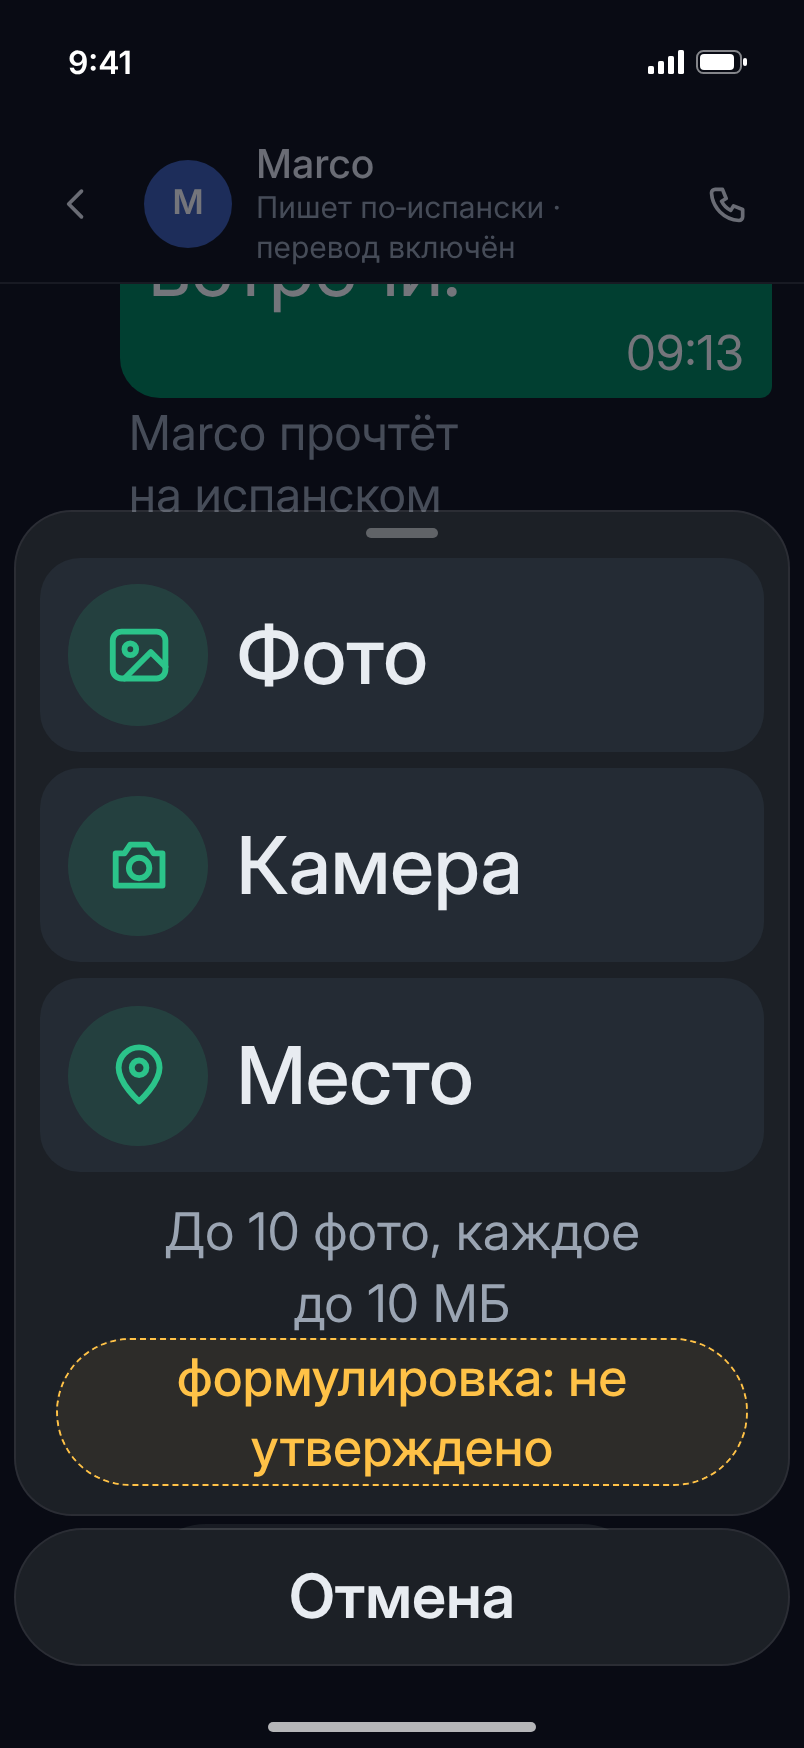 9:41
Marco
M
Пишет по-испански ·
перевод включён
09:13
Marco прочтёт
на испанском
Фото
Камера
Место
До 10 фото, каждое
до 10 МБ
формулировка: не
утверждено
Отмена